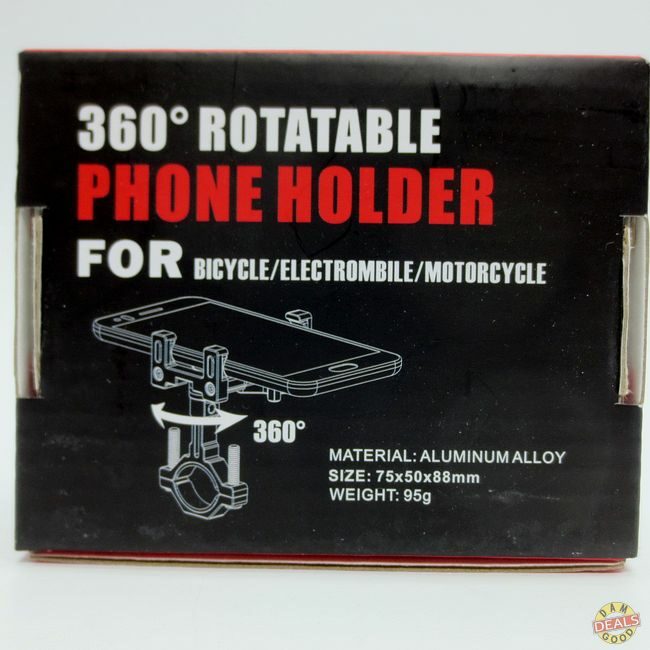 360° ROTATABLE
PHONE HOLDER
FOR BICYCLE/ELECTROMBILE/MOTORCYCLE
360°
MATERIAL: ALUMINUM ALLOY
SIZE: 75x50x88mm
WEIGHT: 95g
DAM
DEALS
GOOD